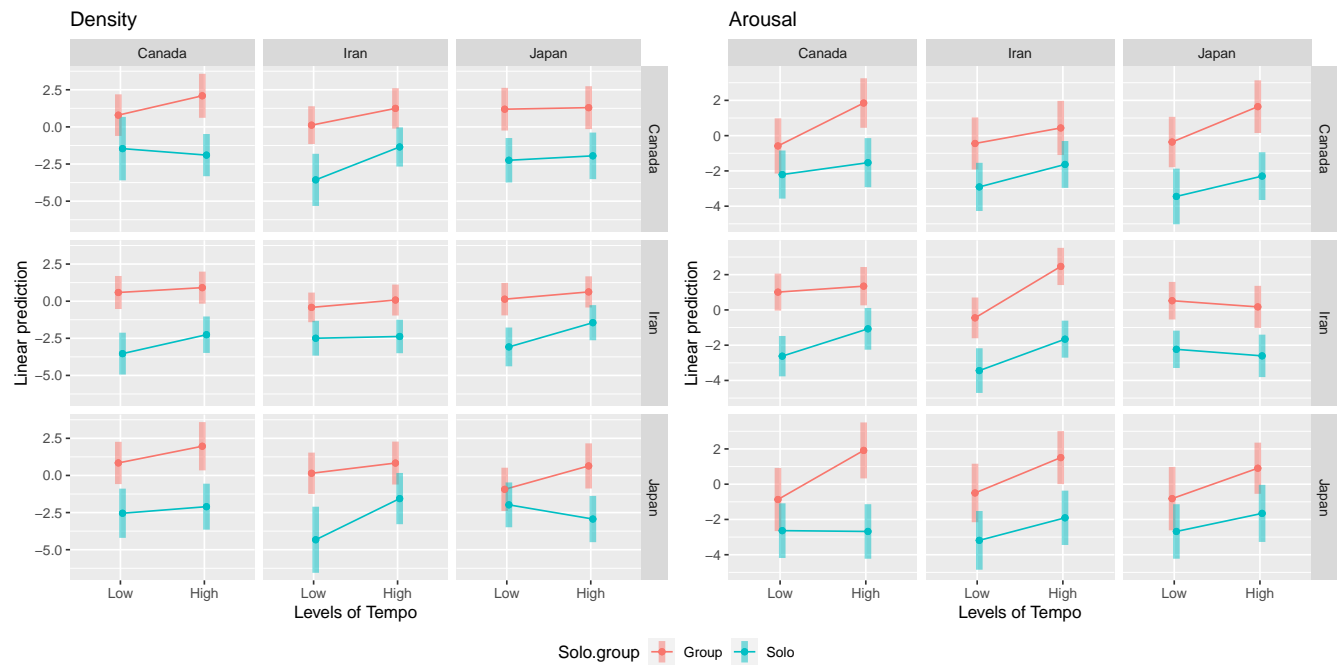 Density
Canada
Iran
Japan
Linear prediction
2.5
0.0
−2.5
−5.0
Canada
2.5
0.0
−2.5
−5.0
Iran
2.5
0.0
−2.5
−5.0
Japan
Low
High
Low
High
Low
High
Levels of Tempo
Arousal
Canada
Iran
Japan
Linear prediction
2
0
−2
−4
Canada
2
0
−2
−4
Iran
2
0
−2
−4
Japan
Low
High
Low
High
Low
High
Levels of Tempo
Solo.group Group Solo